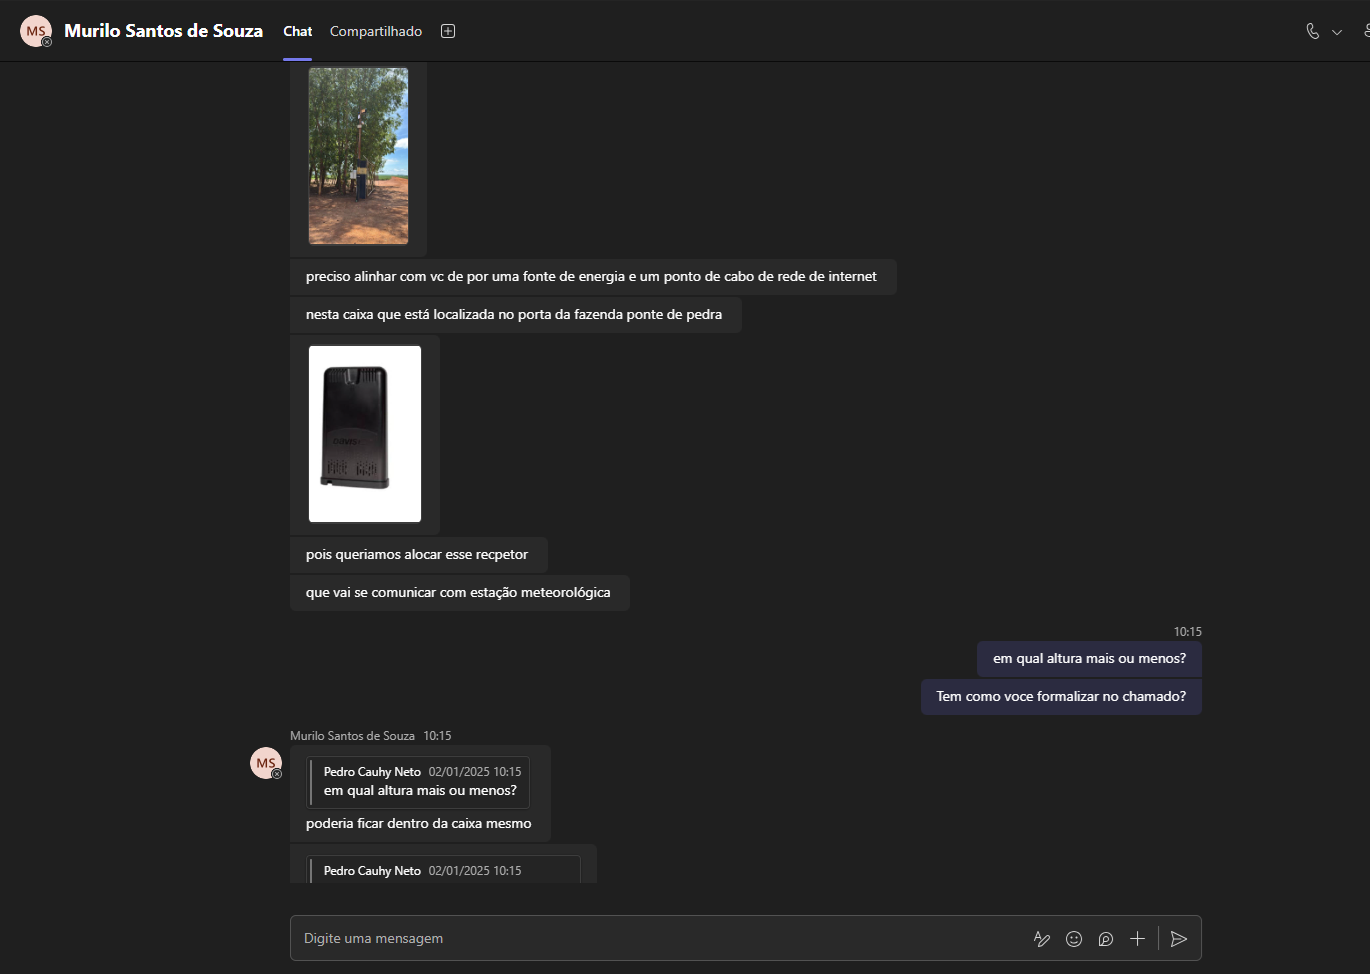 MS
Murilo Santos de Souza
Chat
Compartilhado
preciso alinhar com vc de por uma fonte de energia e um ponto de cabo de rede de internet
nesta caixa que está localizada no porta da fazenda ponte de pedra
DAVIS
pois queriamos alocar esse recpetor
que vai se comunicar com estação meteorológica
10:15
em qual altura mais ou menos?
Tem como voce formalizar no chamado?
Murilo Santos de Souza 10:15
MS
Pedro Cauhy Neto 02/01/2025 10:15
em qual altura mais ou menos?
poderia ficar dentro da caixa mesmo
Pedro Cauhy Neto 02/01/2025 10:15
Digite uma mensagem